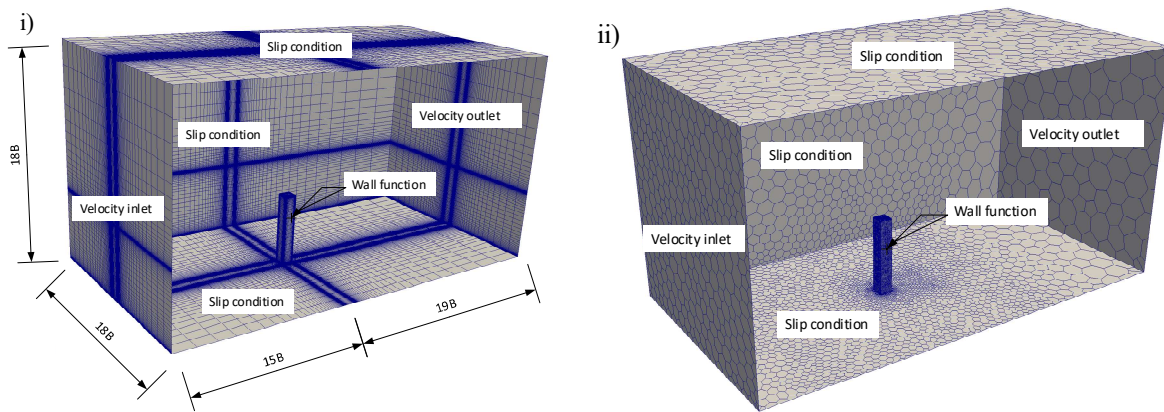 i)
Slip condition
Slip condition
Velocity outlet
18B
Wall function
Velocity inlet
Slip condition
18B
15B
19B
ii)
Slip condition
Slip condition
Velocity outlet
Wall function
Velocity inlet
Slip condition